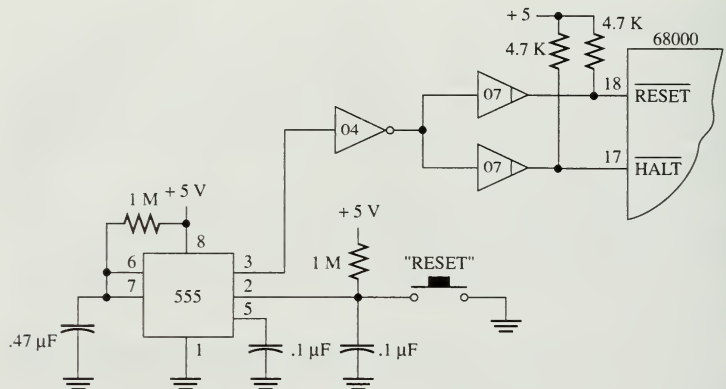 + 5
4.7 K
4.7 K
68000
18
RESET
07
04
17
HALT
07
+ 5 V
1 M
8
+ 5 V
6
3
1 M
"RESET"
7
2
555
5
.47 µF
1
.1 µF
.1 µF